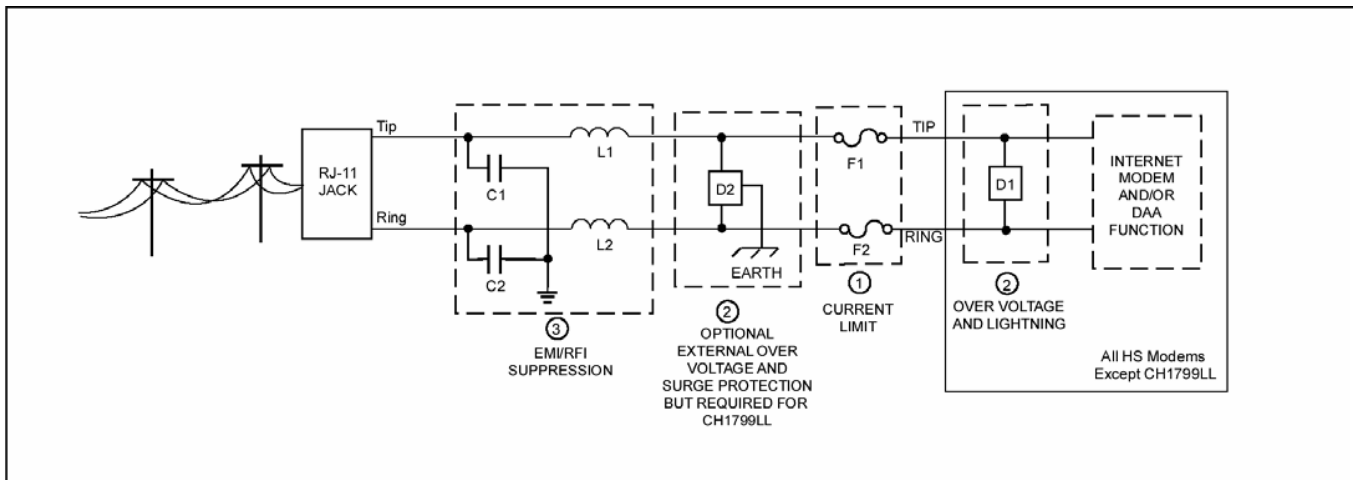 RJ-11
JACK
Tip
Ring
C1
C2
L1
L2
③
EMI/RFI
SUPPRESSION
D2
EARTH
②
OPTIONAL
EXTERNAL OVER
VOLTAGE AND
SURGE PROTECTION
BUT REQUIRED FOR
CH1799LL
F1
F2
①
CURRENT
LIMIT
TIP
RING
D1
②
OVER VOLTAGE
AND LIGHTNING
INTERNET
MODEM
AND/OR
DAA
FUNCTION
All HS Modems
Except CH1799LL